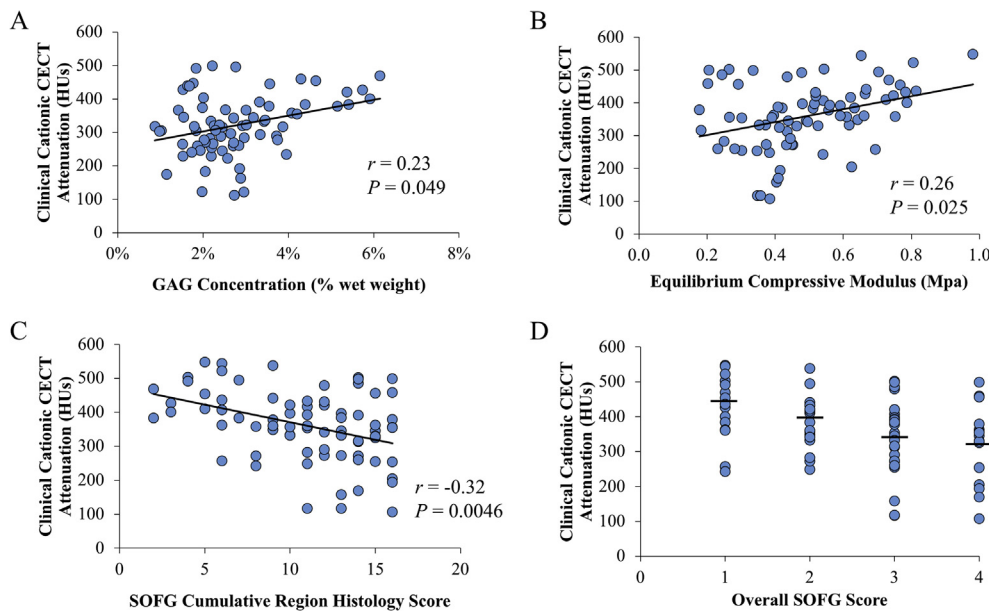 A
Clinical Cationic CECT
Attenuation (HUs)
600
500
400
300
200
100
0
r = 0.23
P = 0.049
0% 2% 4% 6% 8%
GAG Concentration (% wet weight)
B
Clinical Cationic CECT
Attenuation (HUs)
600
500
400
300
200
100
0
r = 0.26
P = 0.025
0.0 0.2 0.4 0.6 0.8 1.0
Equilibrium Compressive Modulus (Mpa)
C
Clinical Cationic CECT
Attenuation (HUs)
600
500
400
300
200
100
0
r = -0.32
P = 0.0046
0 5 10 15 20
SOFG Cumulative Region Histology Score
D
Clinical Cationic CECT
Attenuation (HUs)
600
500
400
300
200
100
0
0 1 2 3 4
Overall SOFG Score